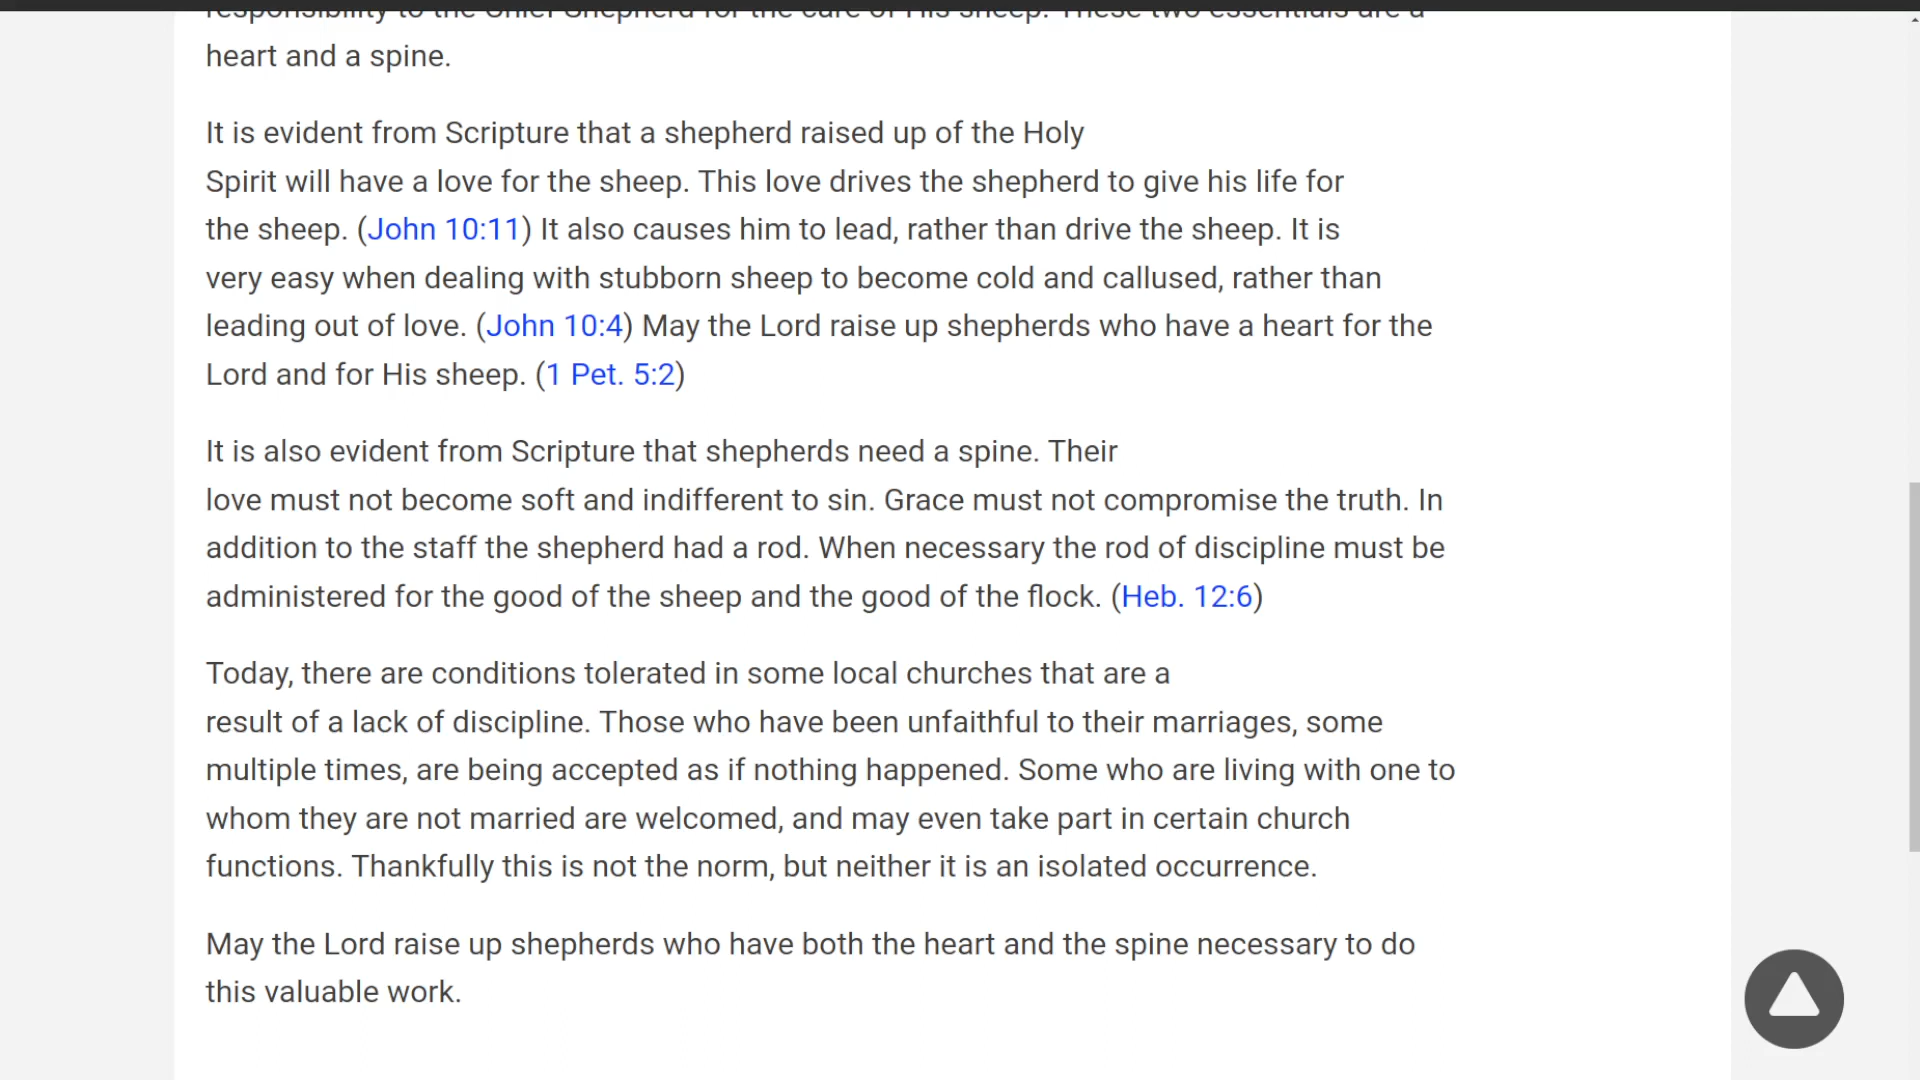 responsibility to the Chief Shepherd for the care of His sheep. These two essentials are a
heart and a spine.
It is evident from Scripture that a shepherd raised up of the Holy
Spirit will have a love for the sheep. This love drives the shepherd to give his life for
the sheep. (John 10:11) It also causes him to lead, rather than drive the sheep. It is
very easy when dealing with stubborn sheep to become cold and callused, rather than
leading out of love. (John 10:4) May the Lord raise up shepherds who have a heart for the
Lord and for His sheep. (1 Pet. 5:2)
It is also evident from Scripture that shepherds need a spine. Their
love must not become soft and indifferent to sin. Grace must not compromise the truth. In
addition to the staff the shepherd had a rod. When necessary the rod of discipline must be
administered for the good of the sheep and the good of the flock. (Heb. 12:6)
Today, there are conditions tolerated in some local churches that are a
result of a lack of discipline. Those who have been unfaithful to their marriages, some
multiple times, are being accepted as if nothing happened. Some who are living with one to
whom they are not married are welcomed, and may even take part in certain church
functions. Thankfully this is not the norm, but neither it is an isolated occurrence.
May the Lord raise up shepherds who have both the heart and the spine necessary to do
this valuable work.